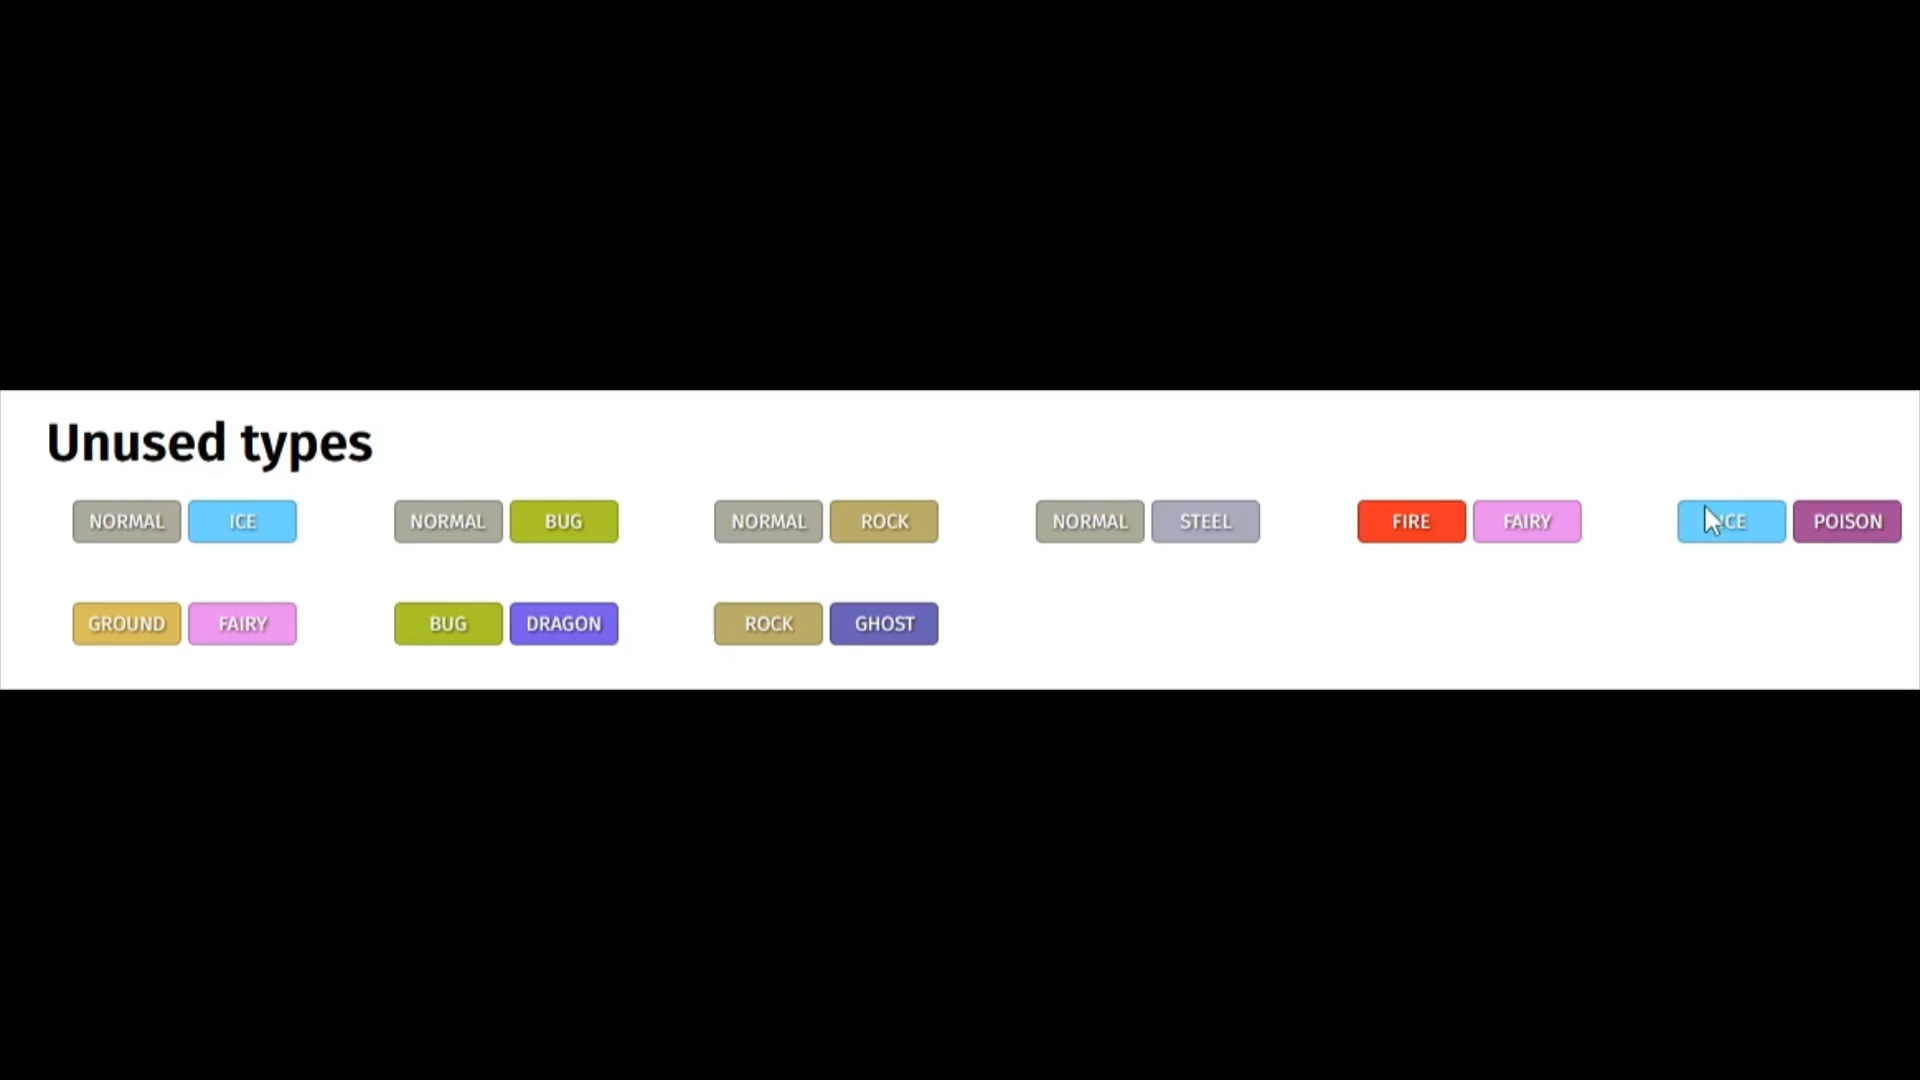 Unused types
NORMAL ICE NORMAL BUG NORMAL ROCK NORMAL STEEL FIRE FAIRY ICE POISON
GROUND FAIRY BUG DRAGON ROCK GHOST